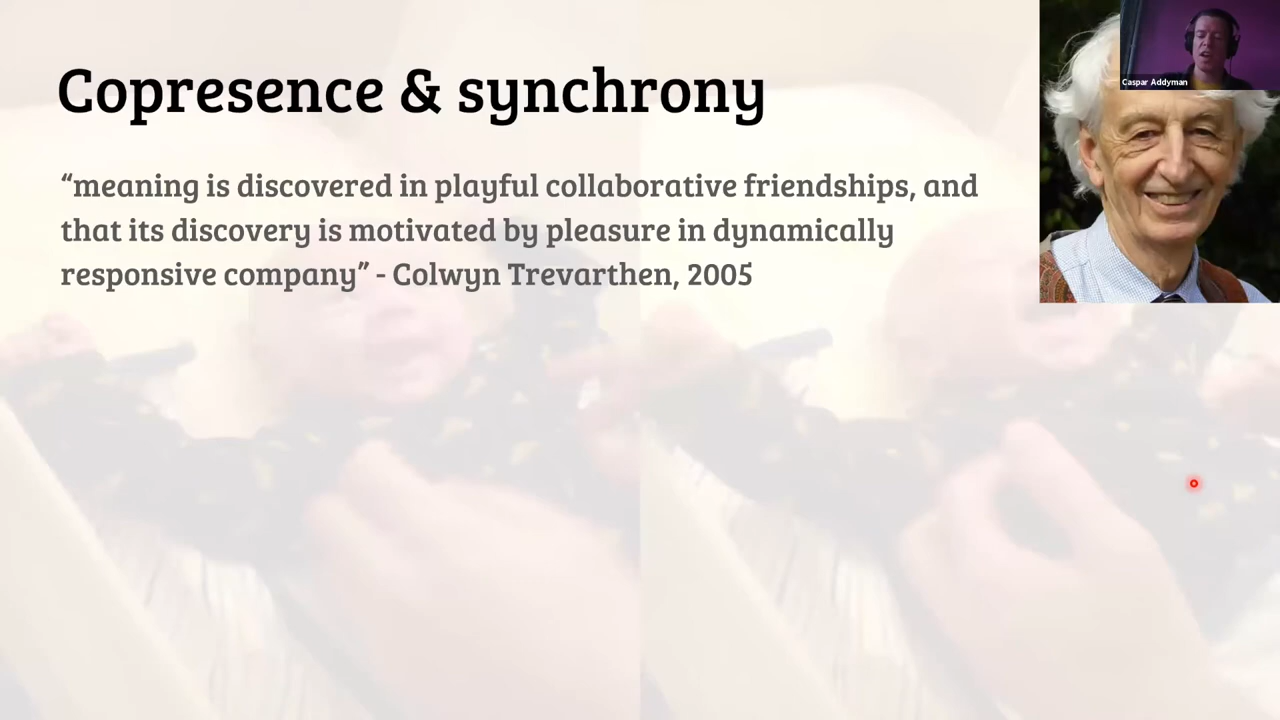 Copresence & synchrony
“meaning is discovered in playful collaborative friendships, and
that its discovery is motivated by pleasure in dynamically
responsive company” - Colwyn Trevarthen, 2005
Caspar Addyman